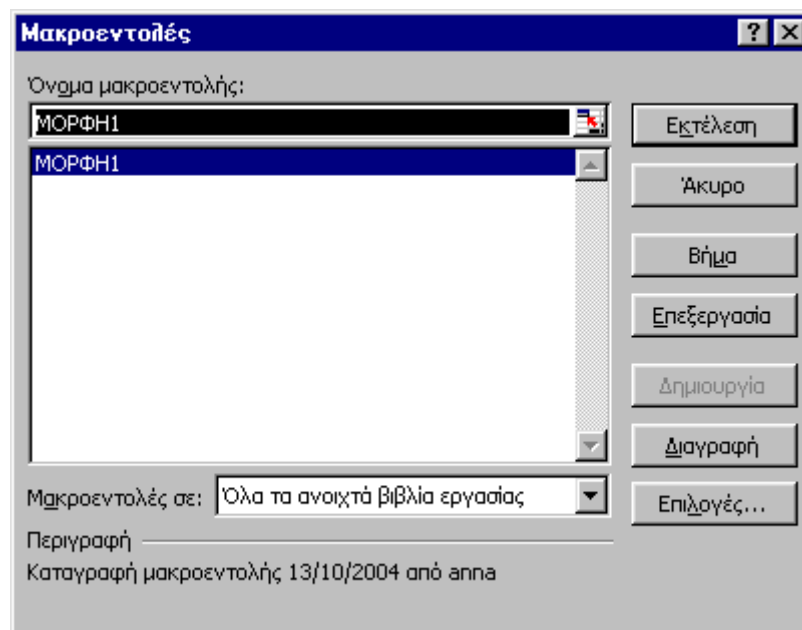 Μακροεντολές
Όνομα μακροεντολής:
ΜΟΡΦΗ1
ΜΟΡΦΗ1
Εκτέλεση
Άκυρο
Βήμα
Επεξεργασία
Δημιουργία
Διαγραφή
Επιλογές...
Μακροεντολές σε: Όλα τα ανοιχτά βιβλία εργασίας
Περιγραφή
Καταγραφή μακροεντολής 13/10/2004 από anna